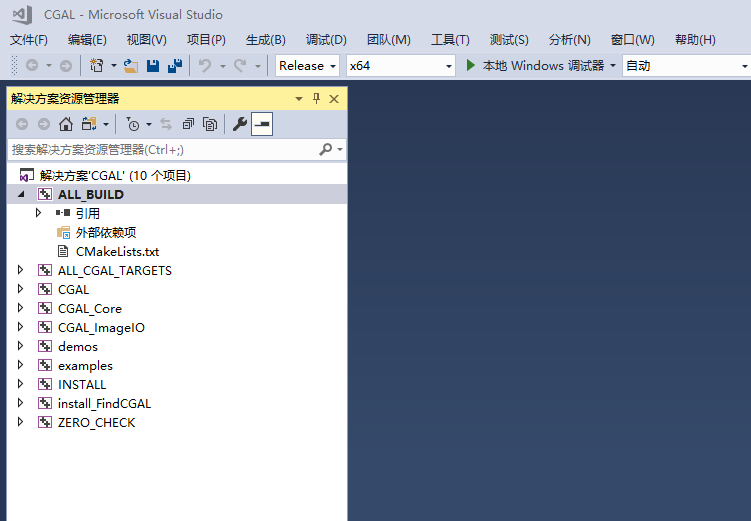 CGAL - Microsoft Visual Studio
文件(F) 编辑(E) 视图(V) 项目(P) 生成(B) 调试(D) 团队(M) 工具(T) 测试(S) 分析(N) 窗口(W) 帮助(H)
Release x64 本地 Windows 调试器 自动
解决方案资源管理器
搜索解决方案资源管理器(Ctrl+;)
解决方案'CGAL' (10 个项目)
ALL_BUILD
引用
外部依赖项
CMakeLists.txt
ALL_CGAL_TARGETS
CGAL
CGAL_Core
CGAL_ImageIO
demos
examples
INSTALL
install_FindCGAL
ZERO_CHECK